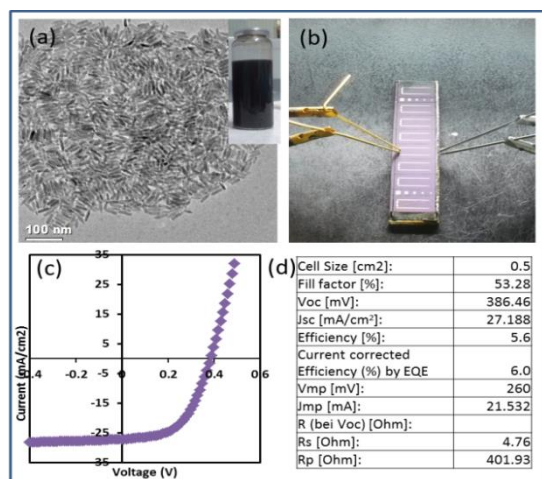 (a)
100 nm
(b)
(c)
Current (mA/cm2)
35
25
15
5
-0.4
-0.2
0
0.2
0.4
0.6
-5
-15
-25
35
Voltage (V)
(d)
Cell Size [cm2]: 0.5
Fill factor [%]: 53.28
Voc [mV]: 386.46
Jsc [mA/cm²]: 27.188
Efficiency [%]: 5.6
Current corrected
Efficiency (%) by EQE 6.0
Vmp [mV]: 260
Jmp [mA]: 21.532
R (bei Voc) [Ohm]:
Rs [Ohm]: 4.76
Rp [Ohm]: 401.93